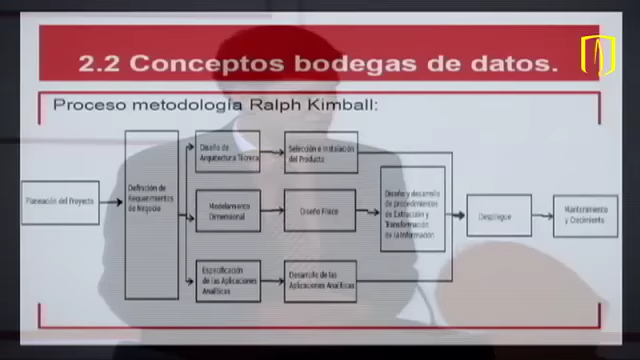 2.2 Conceptos bodegas de datos.
Proceso metodología Ralph Kimball:
Planeación del Proyecto
Definición de
Requerimientos
de Negocio
Diseño de
Arquitectura Técnica
Selección e Instalación
del Producto
Modelamiento
Dimensional
Diseño Físico
Diseño y desarrollo
de procedimientos
de Extracción y
Transformación
de la Información
Especificación
de las Aplicaciones
Analíticas
Desarrollo de las
Aplicaciones Analíticas
Despliegue
Mantenimiento
y Crecimiento